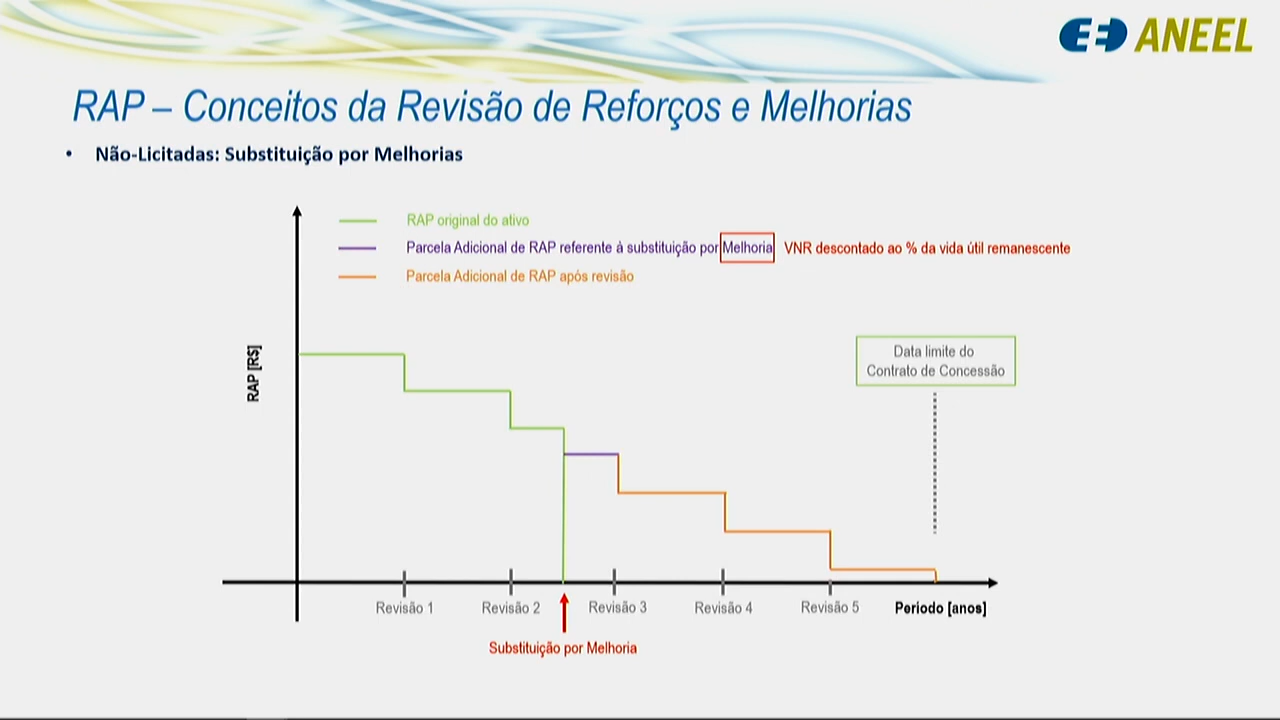 ANEEL
RAP – Conceitos da Revisão de Reforços e Melhorias
• Não-Licitadas: Substituição por Melhorias
RAP original do ativo
Parcela Adicional de RAP referente à substituição por Melhoria VNR descontado ao % da vida útil remanescente
Parcela Adicional de RAP após revisão
RAP [R$]
Data limite do
Contrato de Concessão
Revisão 1 Revisão 2 Revisão 3 Revisão 4 Revisão 5 Período [anos]
Substituição por Melhoria